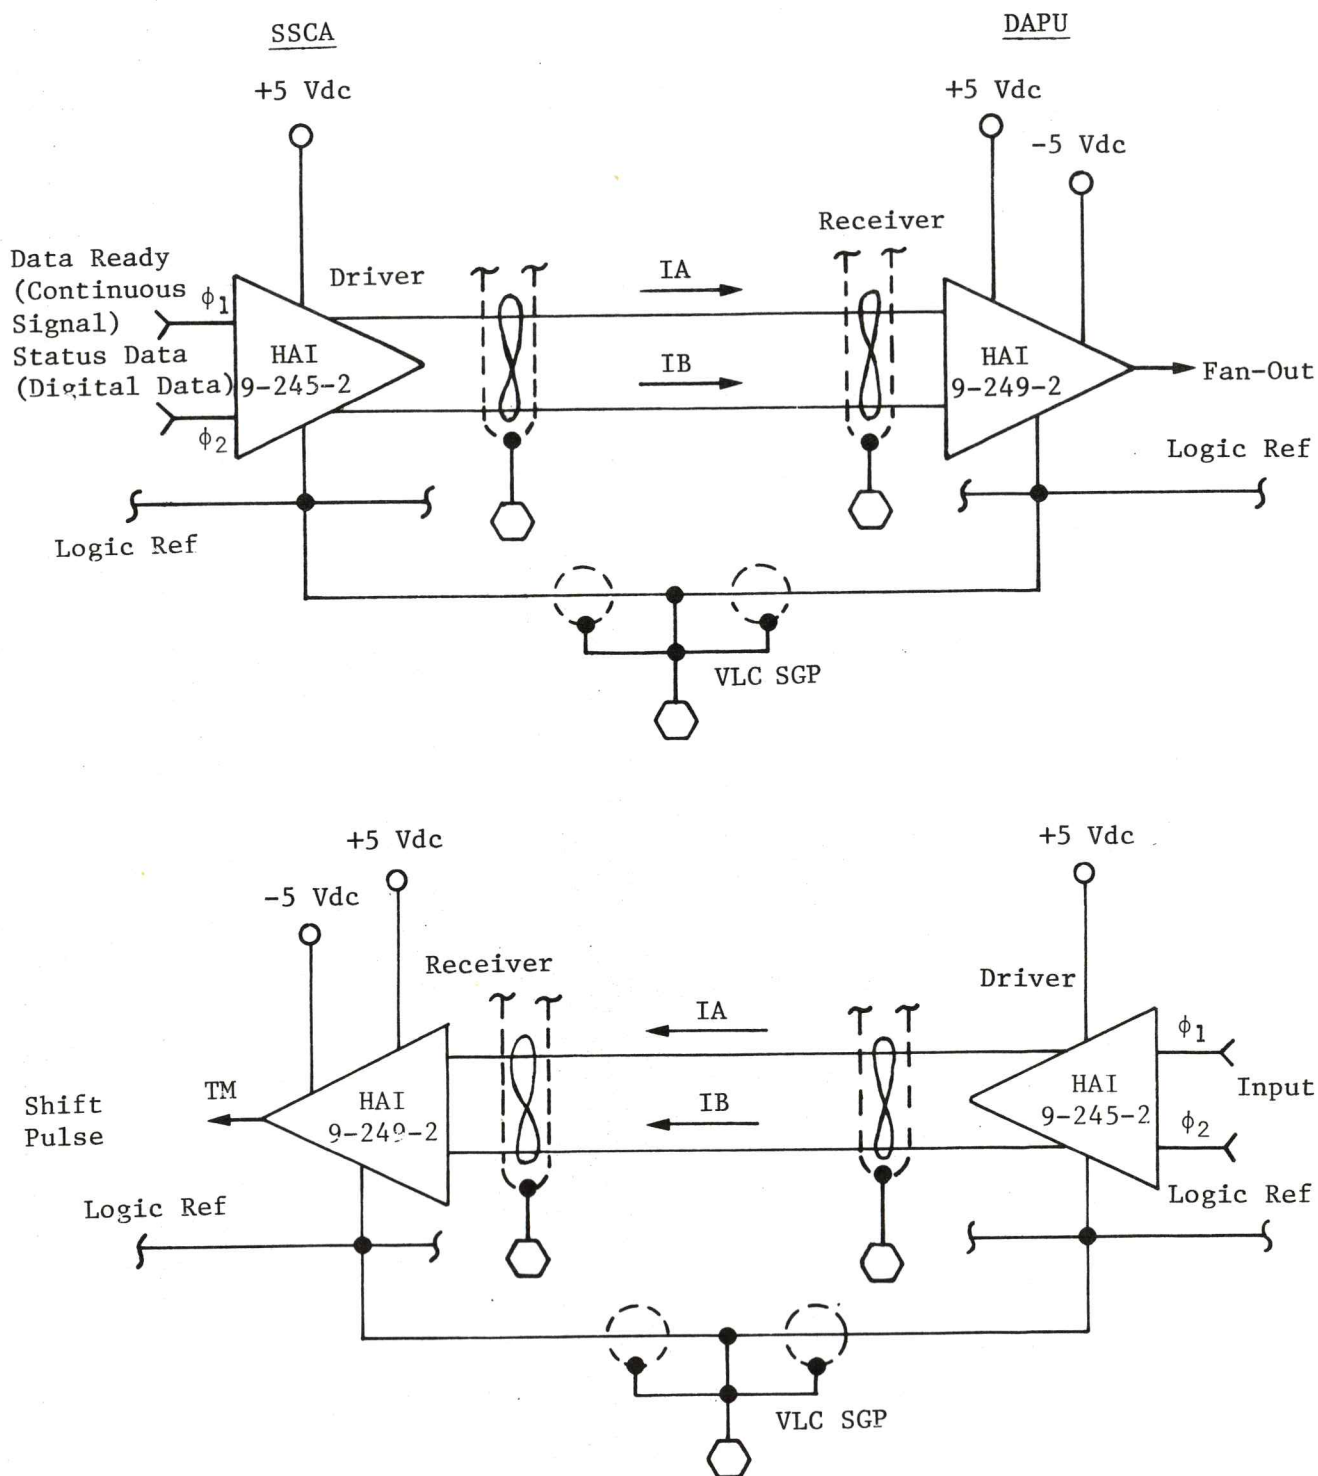 SSCA
DAPU
+5 Vdc
+5 Vdc
-5 Vdc
Receiver
Data Ready
(Continuous
Signal)
Status Data
(Digital Data)
ϕ1
ϕ2
Driver
HAI
9-245-2
IA
IB
HAI
9-249-2
Fan-Out
Logic Ref
Logic Ref
VLC SGP
+5 Vdc
-5 Vdc
+5 Vdc
Receiver
Driver
IA
IB
ϕ1
ϕ2
Input
TM
Shift
Pulse
HAI
9-249-2
HAI
9-245-2
Logic Ref
Logic Ref
VLC SGP